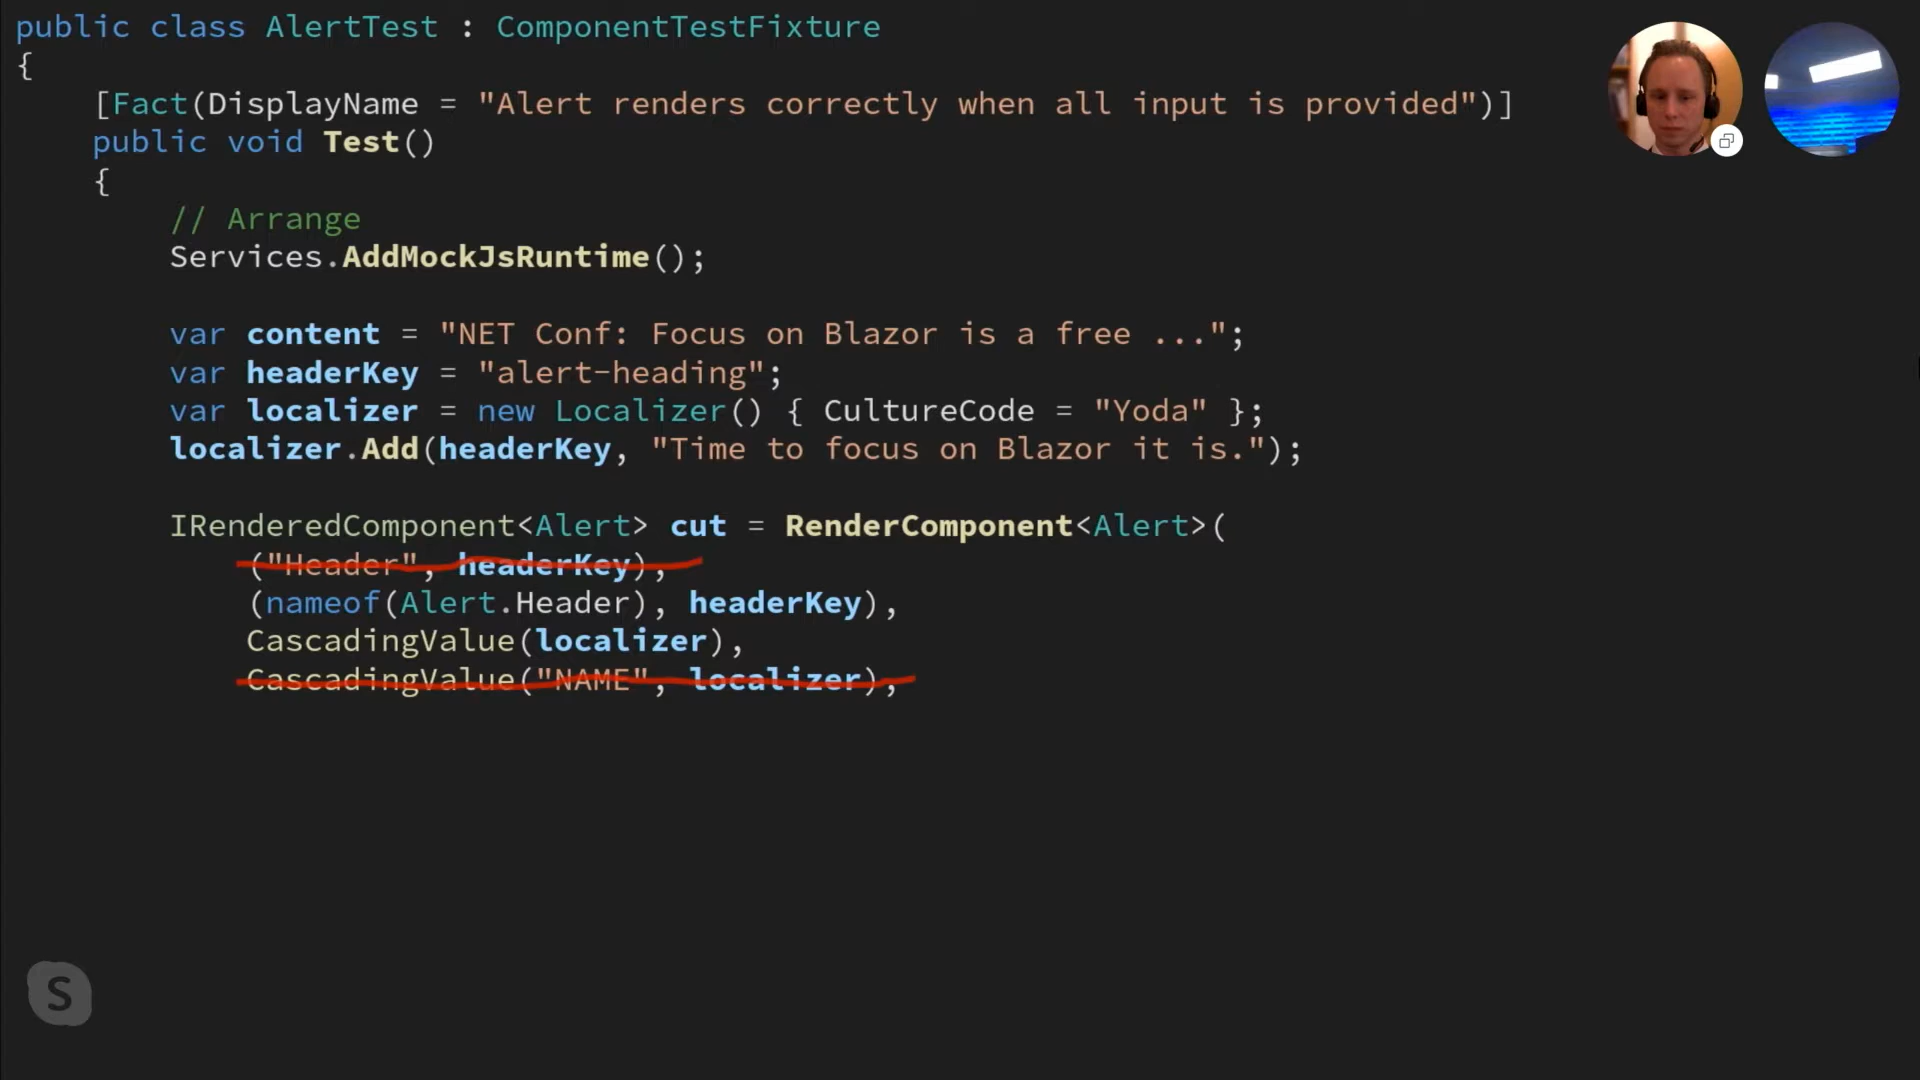 public class AlertTest : ComponentTestFixture
{
[Fact(DisplayName = "Alert renders correctly when all input is provided")]
public void Test()
{
// Arrange
Services.AddMockJsRuntime();
var content = "NET Conf: Focus on Blazor is a free ...";
var headerKey = "alert-heading";
var localizer = new Localizer() { CultureCode = "Yoda" };
localizer.Add(headerKey, "Time to focus on Blazor it is.");
IRenderedComponent<Alert> cut = RenderComponent<Alert>(
("Header", headerKey),
(nameof(Alert.Header), headerKey),
CascadingValue(localizer),
CascadingValue("NAME", localizer),
S